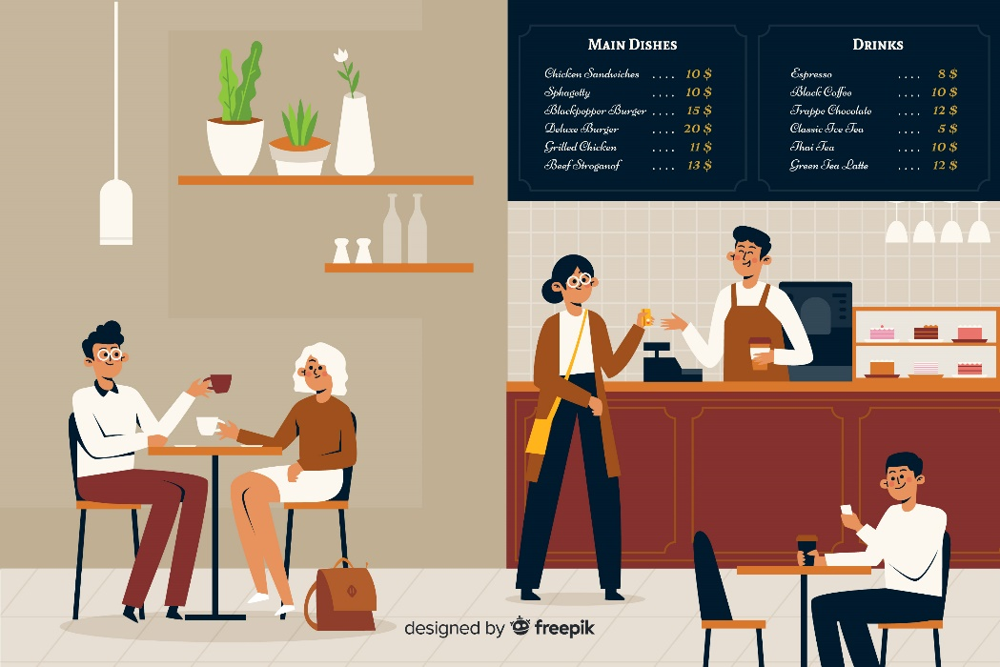 Main Dishes
Chicken Sandwiches .... 10 $
Sphagetty .... 10 $
Blackpepper Burger .... 15 $
Deluxe Burger .... 20 $
Grilled Chicken .... 11 $
Beef Stroganof .... 13 $
Drinks
Espresso .... 8 $
Black Coffee .... 10 $
Frappe Chocolate .... 12 $
Classic Ice Tea .... 5 $
Thai Tea .... 10 $
Green Tea Latte .... 12 $
designed by freepik